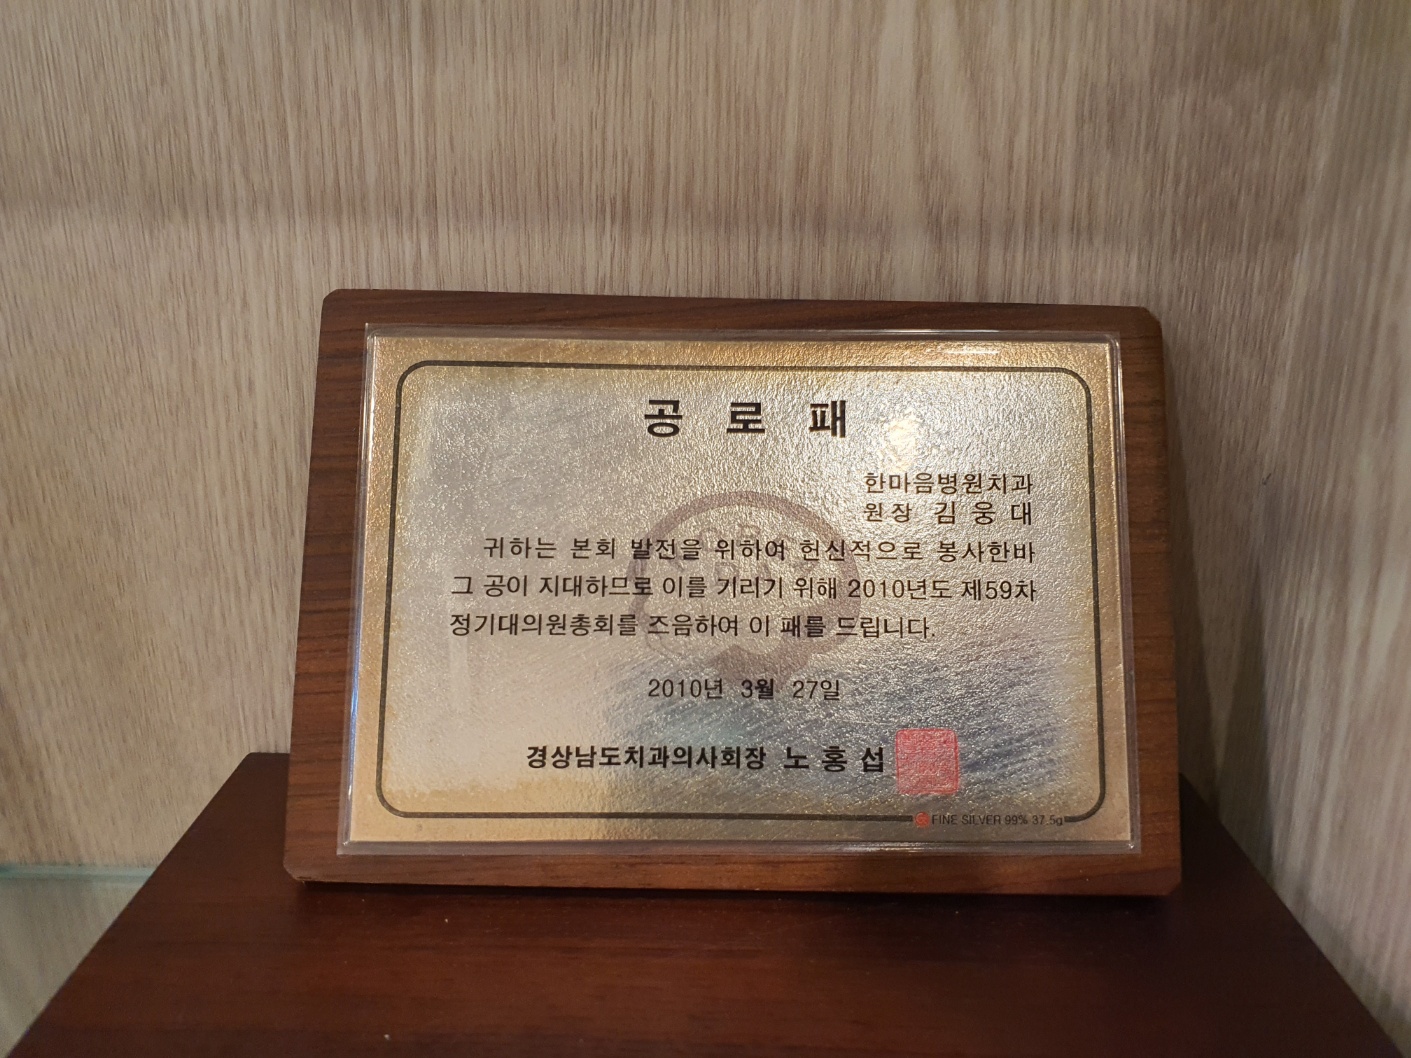 공 로 패
한마음병원치과
원장 김 웅 대
귀하는 본회 발전을 위하여 헌신적으로 봉사한바
그 공이 지대하므로 이를 기리기 위해 2010년도 제59차
정기대의원총회를 즈음하여 이 패를 드립니다.
2010년 3월 27일
경상남도치과의사회장 노 홍 섭
FINE SILVER 99% 37.5g